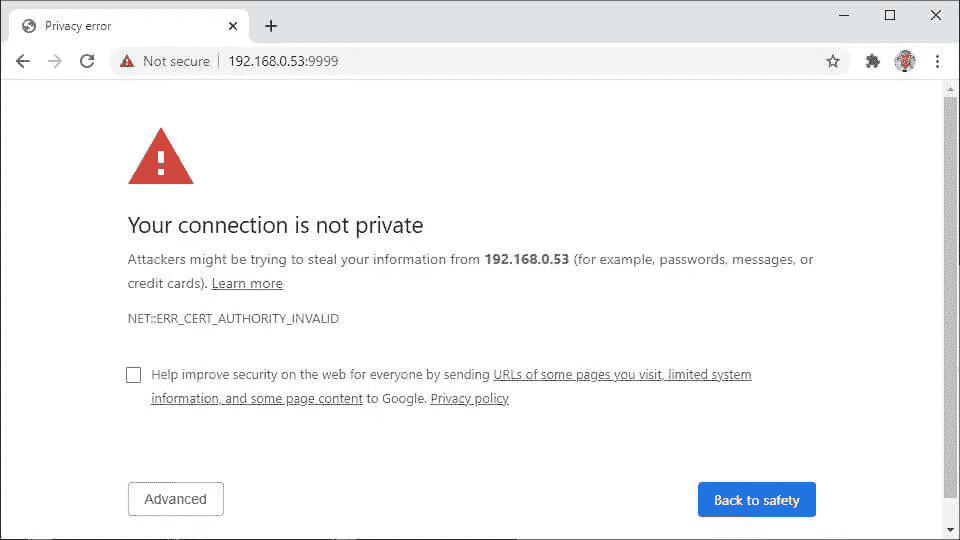 Privacy error
Not secure 192.168.0.53:9999
Your connection is not private
Attackers might be trying to steal your information from 192.168.0.53 (for example, passwords, messages, or
credit cards). Learn more
NET::ERR_CERT_AUTHORITY_INVALID
Help improve security on the web for everyone by sending URLs of some pages you visit, limited system
information, and some page content to Google. Privacy policy
Advanced
Back to safety